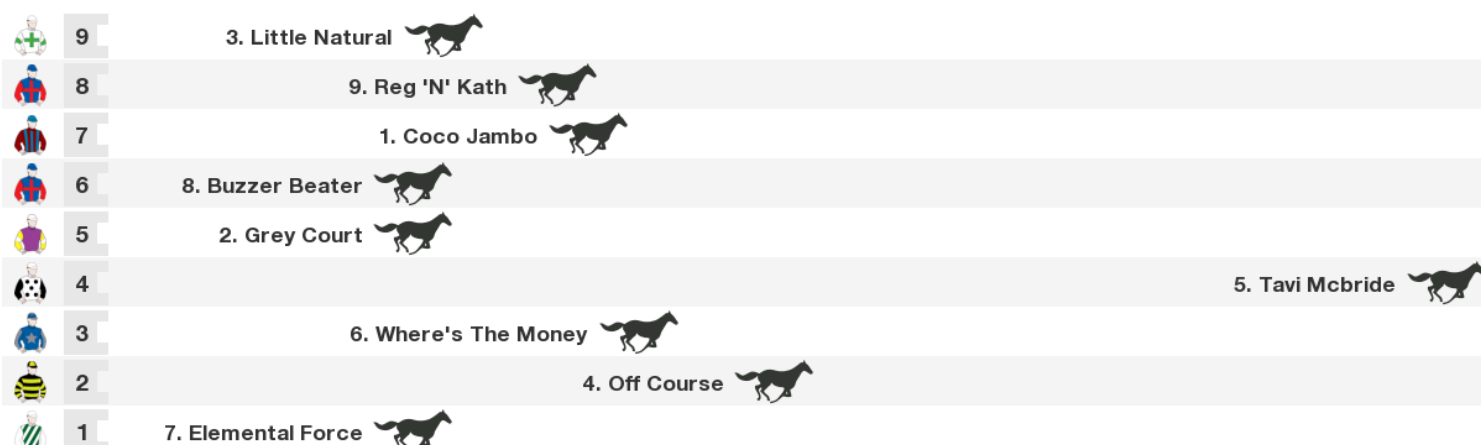 9 3. Little Natural
8 9. Reg 'N' Kath
7 1. Coco Jambo
6 8. Buzzer Beater
5 2. Grey Court
4 5. Tavi Mcbride
3 6. Where's The Money
2 4. Off Course
1 7. Elemental Force